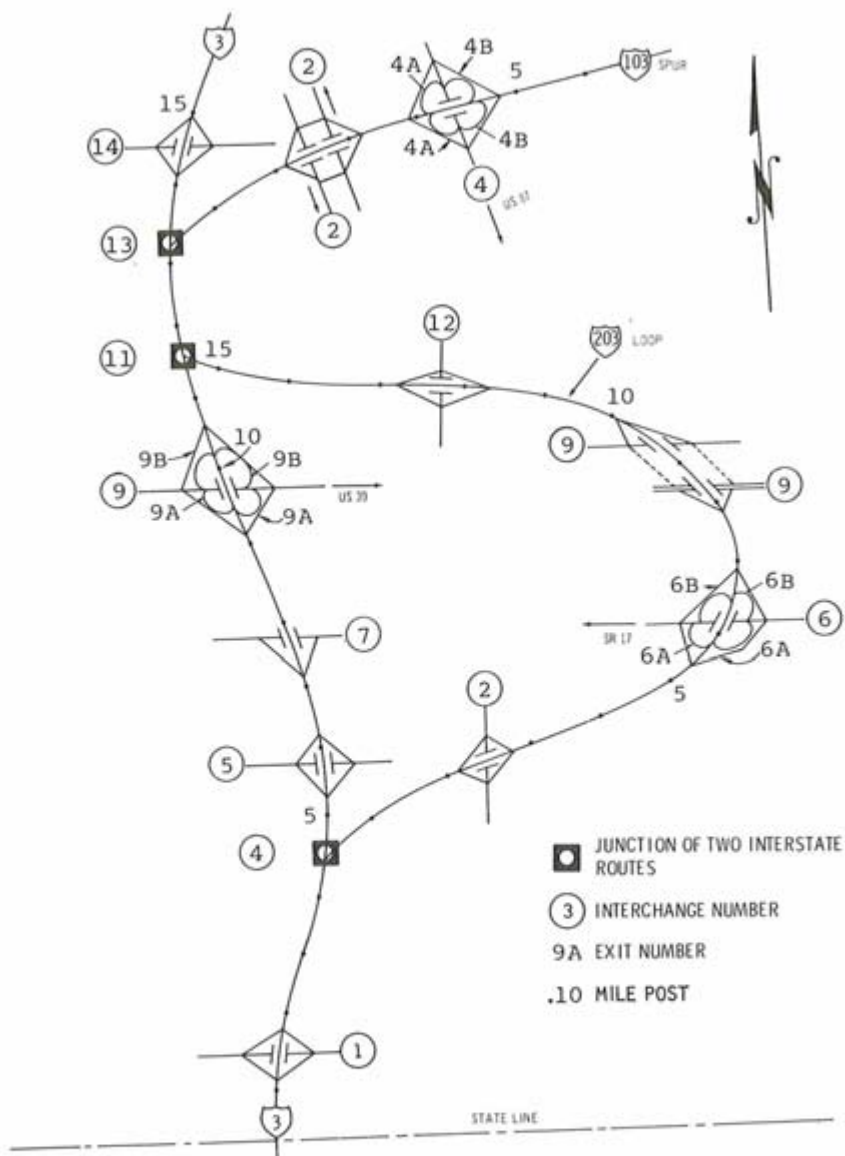 3
103
SPUR
2
4A
4B
5
15
14
4A
4B
4
US 87
2
13
N
12
203
LOOP
11
15
10
9
9
9B
10
9B
9
9A
9A
US 39
6B
6B
6
SR 17
6A
6A
7
5
2
5
5
4
JUNCTION OF TWO INTERSTATE
ROUTES
3 INTERCHANGE NUMBER
9A EXIT NUMBER
.10 MILE POST
1
3
STATE LINE